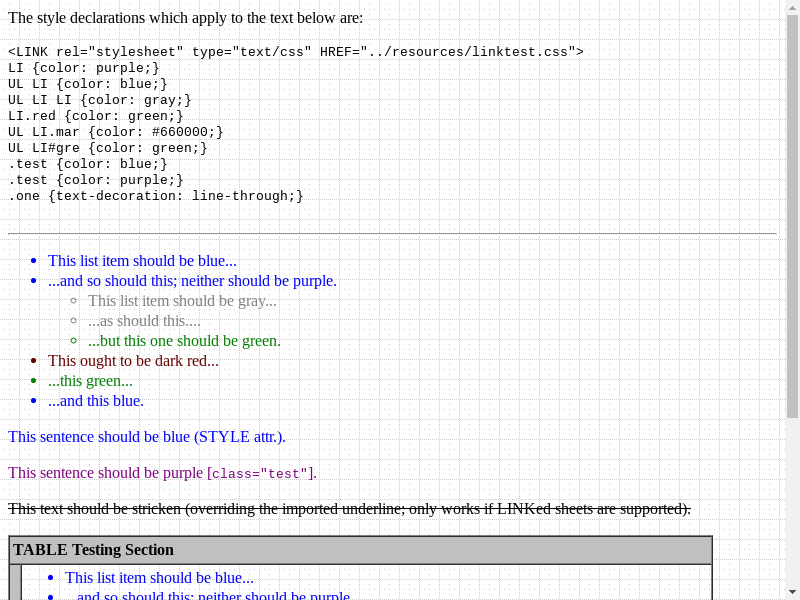 The style declarations which apply to the text below are:
<LINK rel="stylesheet" type="text/css" HREF="../resources/linktest.css">
LI {color: purple;}
UL LI {color: blue;}
UL LI LI {color: gray;}
LI.red {color: green;}
UL LI.mar {color: #660000;}
UL LI#gre {color: green;}
.test {color: blue;}
.test {color: purple;}
.one {text-decoration: line-through;}
This list item should be blue...
...and so should this; neither should be purple.
This list item should be gray...
...as should this....
...but this one should be green.
This ought to be dark red...
...this green...
...and this blue.
This sentence should be blue (STYLE attr.).
This sentence should be purple [class="test"].
This text should be stricken (overriding the imported underline; only works if LINKed sheets are supported).
TABLE Testing Section
This list item should be blue...
...and so should this; neither should be purple.